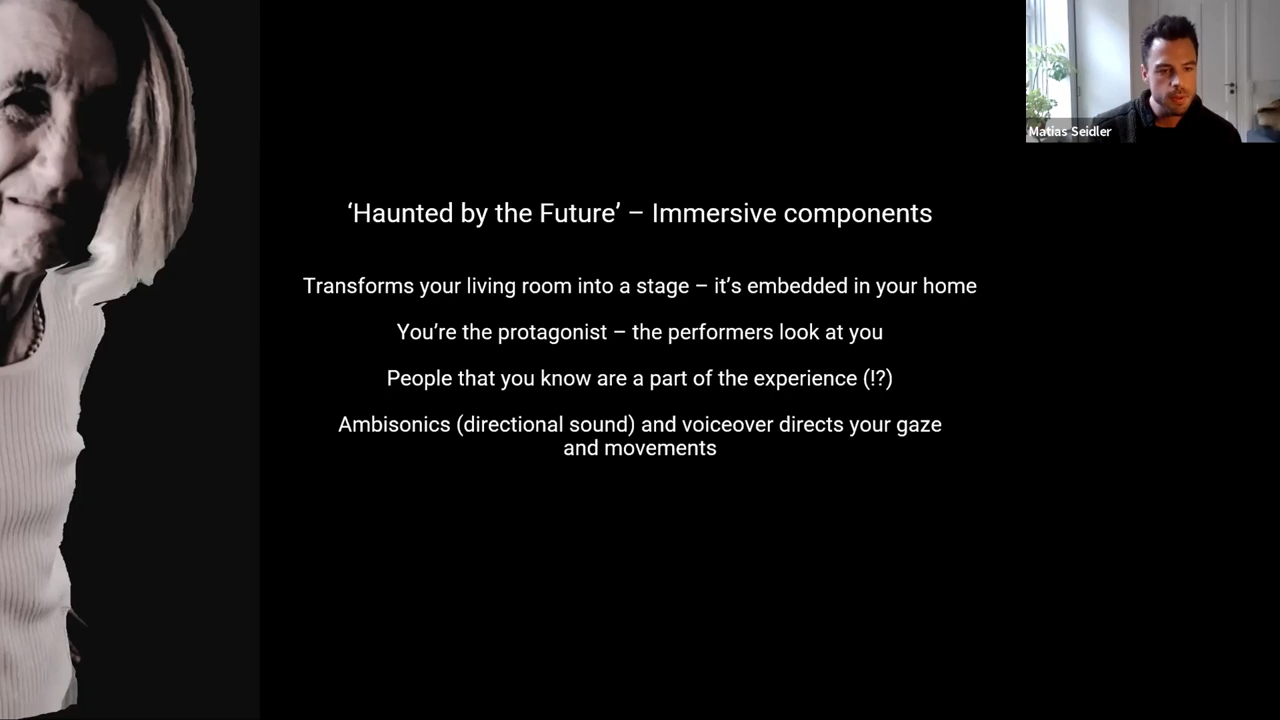 Matias Seidler
‘Haunted by the Future’ – Immersive components
Transforms your living room into a stage – it’s embedded in your home
You’re the protagonist – the performers look at you
People that you know are a part of the experience (!?)
Ambisonics (directional sound) and voiceover directs your gaze
and movements